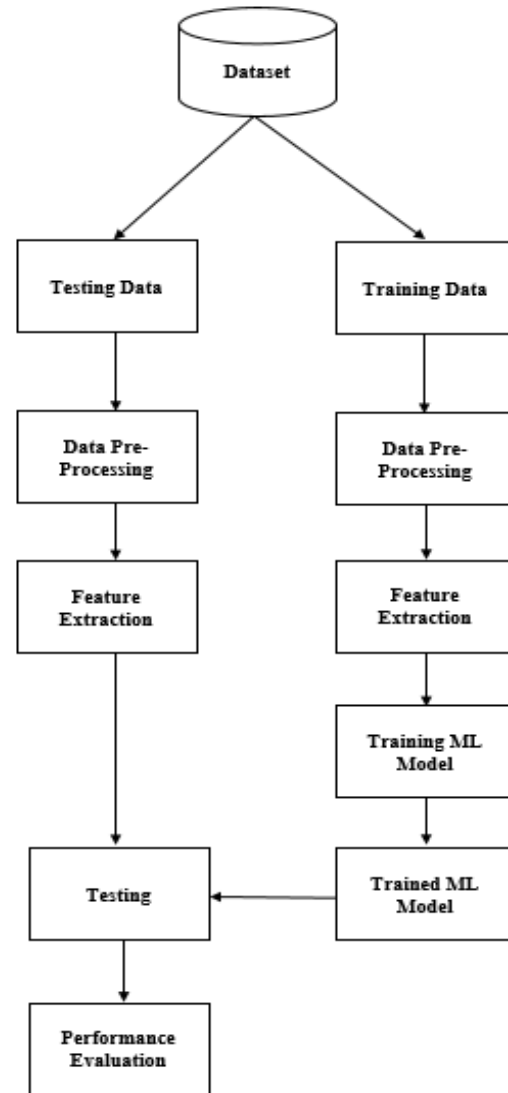 Dataset
Testing Data
Training Data
Data Pre-
Processing
Data Pre-
Processing
Feature
Extraction
Feature
Extraction
Training ML
Model
Testing
Trained ML
Model
Performance
Evaluation